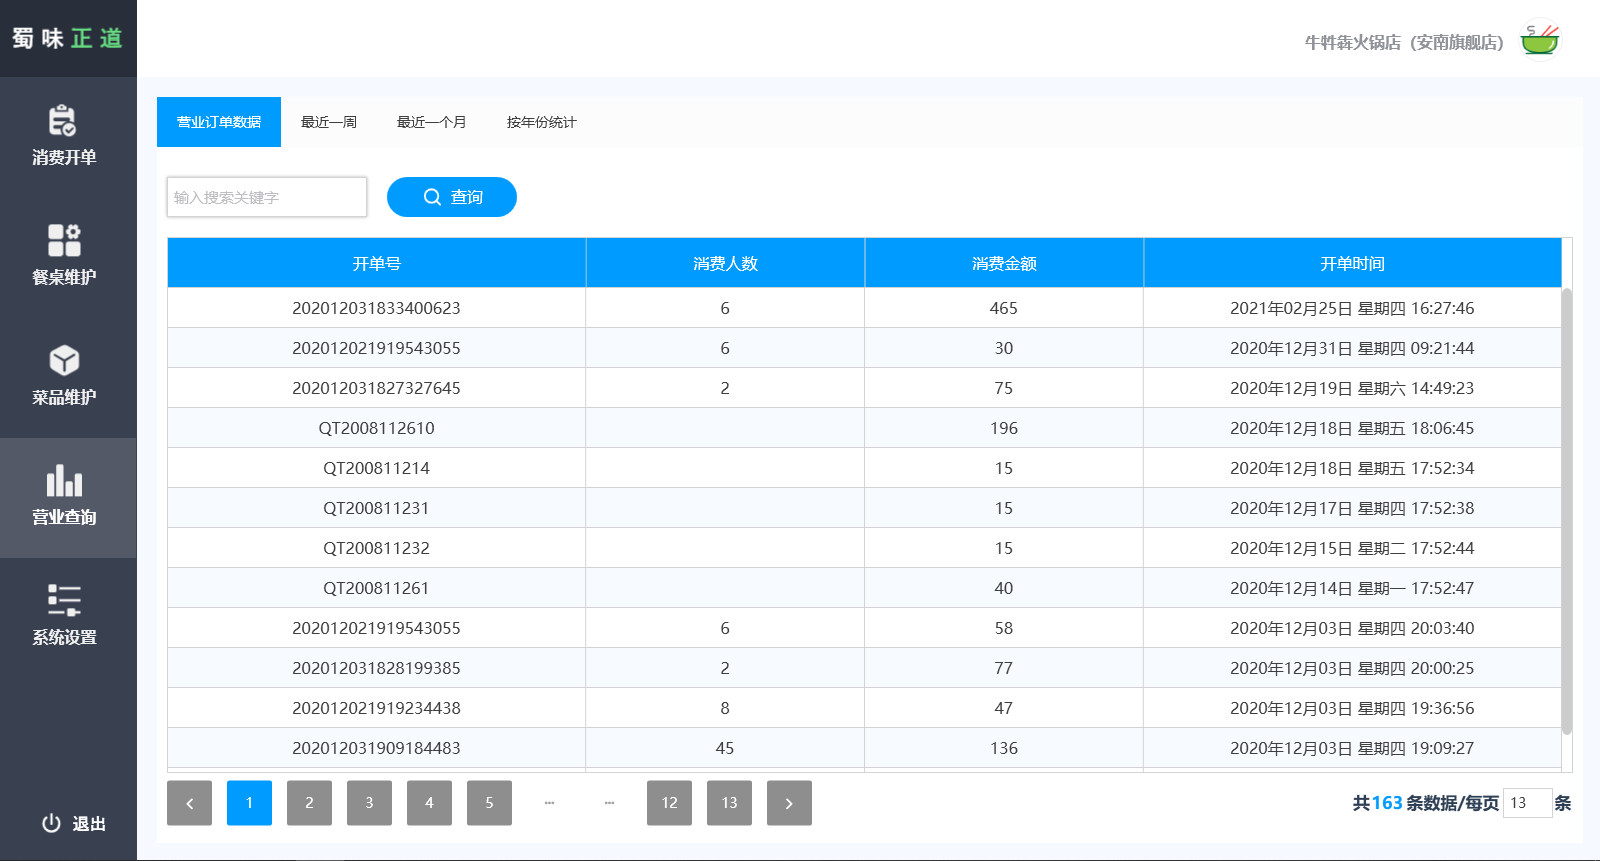 蜀味正道
牛牪犇火锅店（安南旗舰店）
消费开单
餐桌维护
菜品维护
营业查询
系统设置
退出
营业订单数据 最近一周 最近一个月 按年份统计
输入搜索关键字 查询
开单号 消费人数 消费金额 开单时间
202012031833400623 6 465 2021年02月25日 星期四 16:27:46
202012021919543055 6 30 2020年12月31日 星期四 09:21:44
202012031827327645 2 75 2020年12月19日 星期六 14:49:23
QT2008112610 196 2020年12月18日 星期五 18:06:45
QT200811214 15 2020年12月18日 星期五 17:52:34
QT200811231 15 2020年12月17日 星期四 17:52:38
QT200811232 15 2020年12月15日 星期二 17:52:44
QT200811261 40 2020年12月14日 星期一 17:52:47
202012021919543055 6 58 2020年12月03日 星期四 20:03:40
202012031828199385 2 77 2020年12月03日 星期四 20:00:25
202012021919234438 8 47 2020年12月03日 星期四 19:36:56
202012031909184483 45 136 2020年12月03日 星期四 19:09:27
1 2 3 4 5 ... ... 12 13
共163条数据/每页 13 条